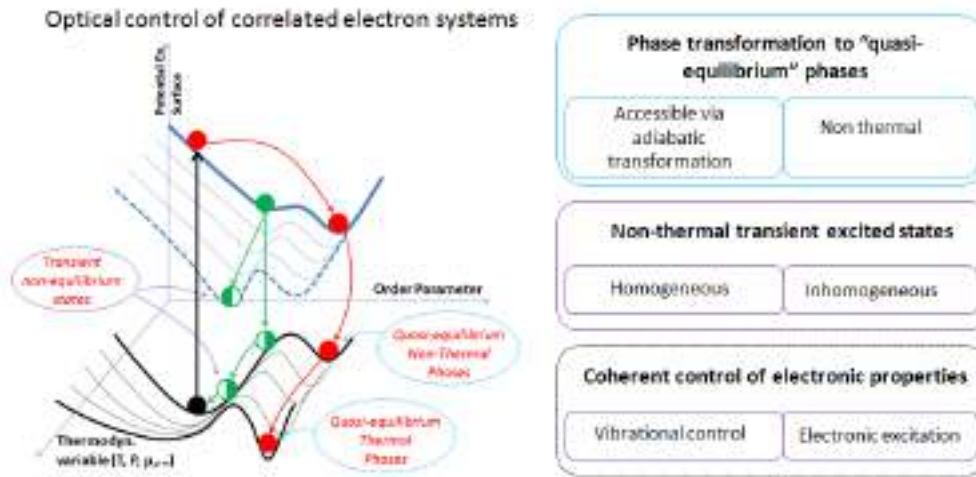 Optical control of correlated electron systems
Potential En.
Surface
Transient
non-equilibrium
states
Order Parameter
Quasi-equilibrium
Non-Thermal
Phases
Quasi-equilibrium
Thermal
Phases
Thermodyn.
variable [T, P,
Phase transformation to “quasi-
equilibrium” phases
Accessible via
adiabatic
transformation
Non thermal
Non-thermal transient excited states
Homogeneous
Inhomogeneous
Coherent control of electronic properties
Vibrational control
Electronic excitation